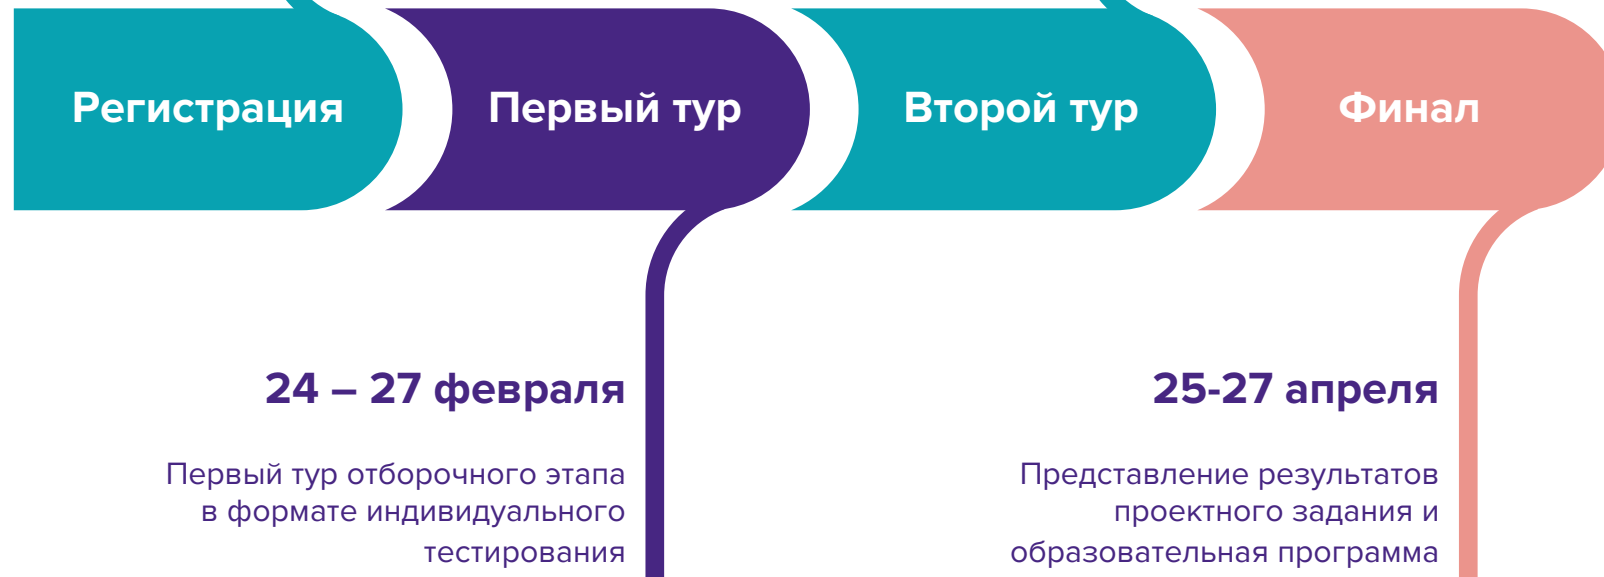 Регистрация
Первый тур
Второй тур
Финал
24 – 27 февраля
Первый тур отборочного этапа
в формате индивидуального
тестирования
25-27 апреля
Представление результатов
проектного задания и
образовательная программа